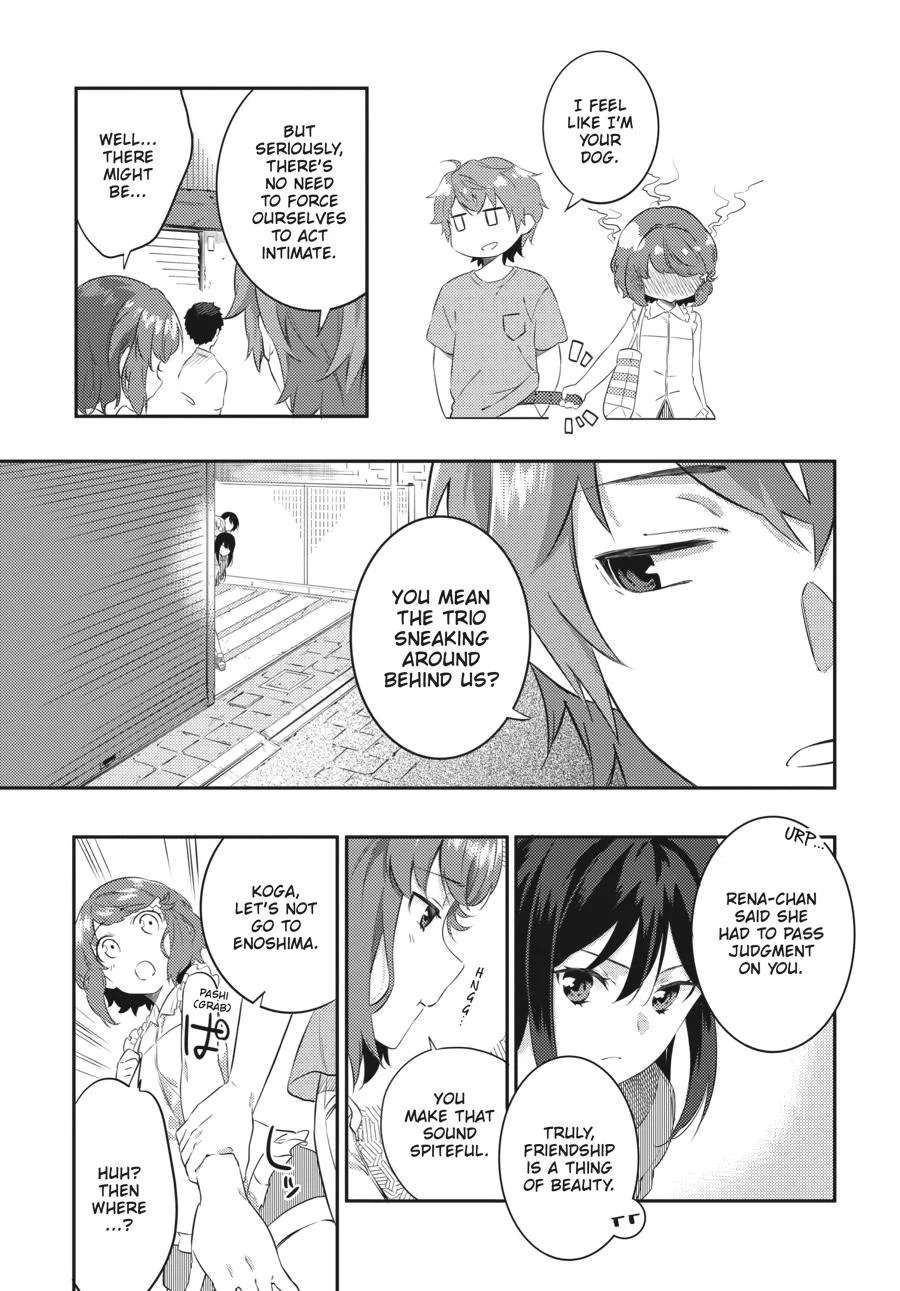 I FEEL
LIKE I'M
YOUR
DOG.
BUT
SERIOUSLY,
THERE'S
NO NEED
TO FORCE
OURSELVES
TO ACT
INTIMATE.
WELL...
THERE
MIGHT
BE...
YOU MEAN
THE TRIO
SNEAKING
AROUND
BEHIND US?
URP...
RENA-CHAN
SAID SHE
HAD TO PASS
JUDGMENT
ON YOU.
TRULY,
FRIENDSHIP
IS A THING
OF BEAUTY.
HNGG...
YOU
MAKE THAT
SOUND
SPITEFUL.
KOGA,
LET'S NOT
GO TO
ENOSHIMA.
PASHI
(GRAB)
ぱ
HUH?
THEN
WHERE
...?